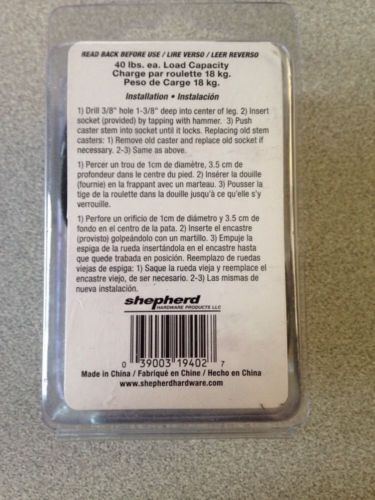 READ BACK BEFORE USE / LIRE VERSO / LEER REVERSO
40 lbs. ea. Load Capacity
Charge par roulette 18 kg.
Peso de Carge 18 kg.
Installation • Instalación
1) Drill 3/8" hole 1-3/8" deep into center of leg. 2) Insert
socket (provided) by tapping with hammer. 3) Push
caster stem into socket until it locks. Replacing old stem
casters: 1) Remove old caster and replace old socket if
necessary. 2-3) Same as above.
1) Percer un trou de 1cm de diamètre, 3.5 cm de
profondeur dans le centre du pied. 2) Insérer la douille
(fournie) en la frappant avec un marteau. 3) Pousser la
tige de la roulette dans la douille jusqu'à ce qu'elle s'y
verrouille.
1) Perfore un orificio de 1cm de diámetro y 3.5 cm de
fondo en el centro de la pata. 2) Inserte el encastre
(provisto) golpeándolo con un martillo. 3) Empuje la
espiga de la rueda insertándola en el encastre hasta
que quede trabada en posición. Reemplazo de ruedas
viejas de espiga: 1) Saque la rueda vieja y reemplace el
encastre viejo, de ser necesario. 2-3) Las mismas de
nueva instalación.
shepherd
HARDWARE PRODUCTS LLC
0 39003 19402 7
Made in China / Fabriqué en Chine / Hecho en China
www.shepherdhardware.com